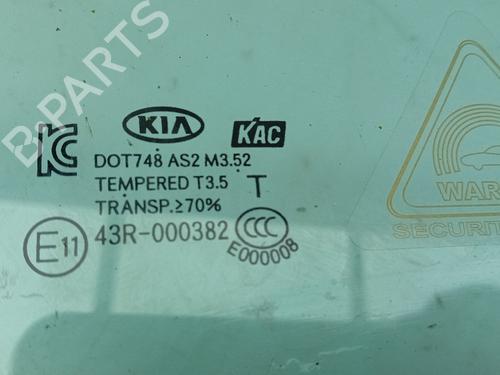 B-PARTS
KC KIA KAC
DOT748 AS2 M3.52
TEMPERED T3.5 T
TRANSP.≥70%
E11 43R-000382 CCC
E000008
WAR
SECURIT